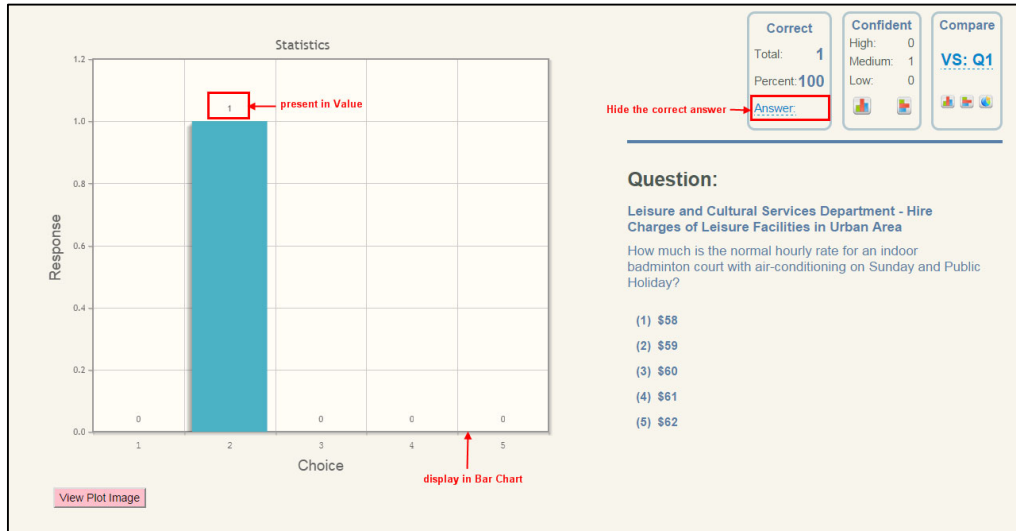 Statistics
1.2
1.0
0.8
0.6
0.4
0.2
0.0
Response
1
present in Value
0
0
0
0
1
2
3
4
5
Choice
display in Bar Chart
View Plot Image
Hide the correct answer
Correct
Total: 1
Percent: 100
Answer:
Confident
High: 0
Medium: 1
Low: 0
Compare
VS: Q1
Question:
Leisure and Cultural Services Department - Hire
Charges of Leisure Facilities in Urban Area
How much is the normal hourly rate for an indoor
badminton court with air-conditioning on Sunday and Public
Holiday?
(1) $58
(2) $59
(3) $60
(4) $61
(5) $62